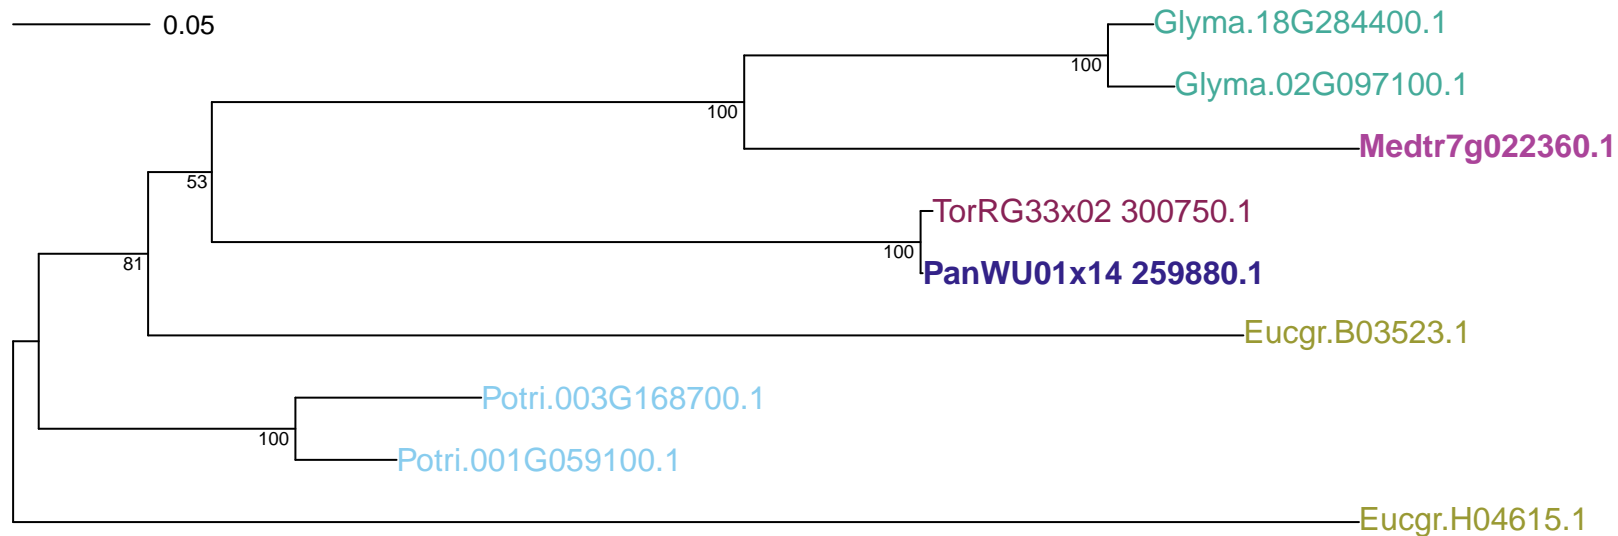 0.05
Glyma.18G284400.1
100
Glyma.02G097100.1
100
Medtr7g022360.1
53
TorRG33x02 300750.1
100
PanWU01x14 259880.1
81
Eucgr.B03523.1
Potri.003G168700.1
100
Potri.001G059100.1
Eucgr.H04615.1